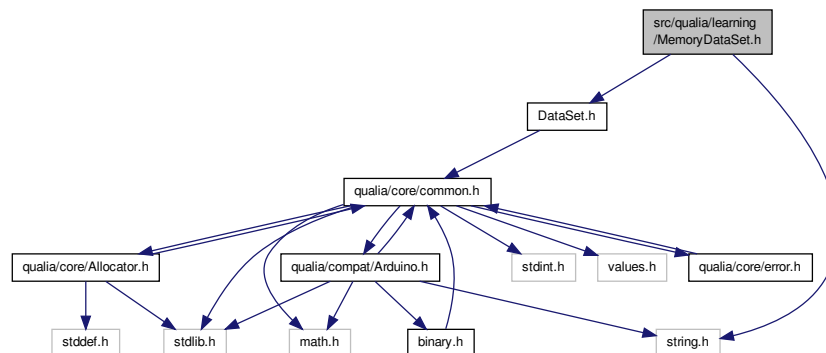 src/qualia/learning
/MemoryDataSet.h
DataSet.h
qualia/core/common.h
qualia/core/Allocator.h
qualia/compat/Arduino.h
stdint.h
values.h
qualia/core/error.h
stddef.h
stdlib.h
math.h
binary.h
string.h